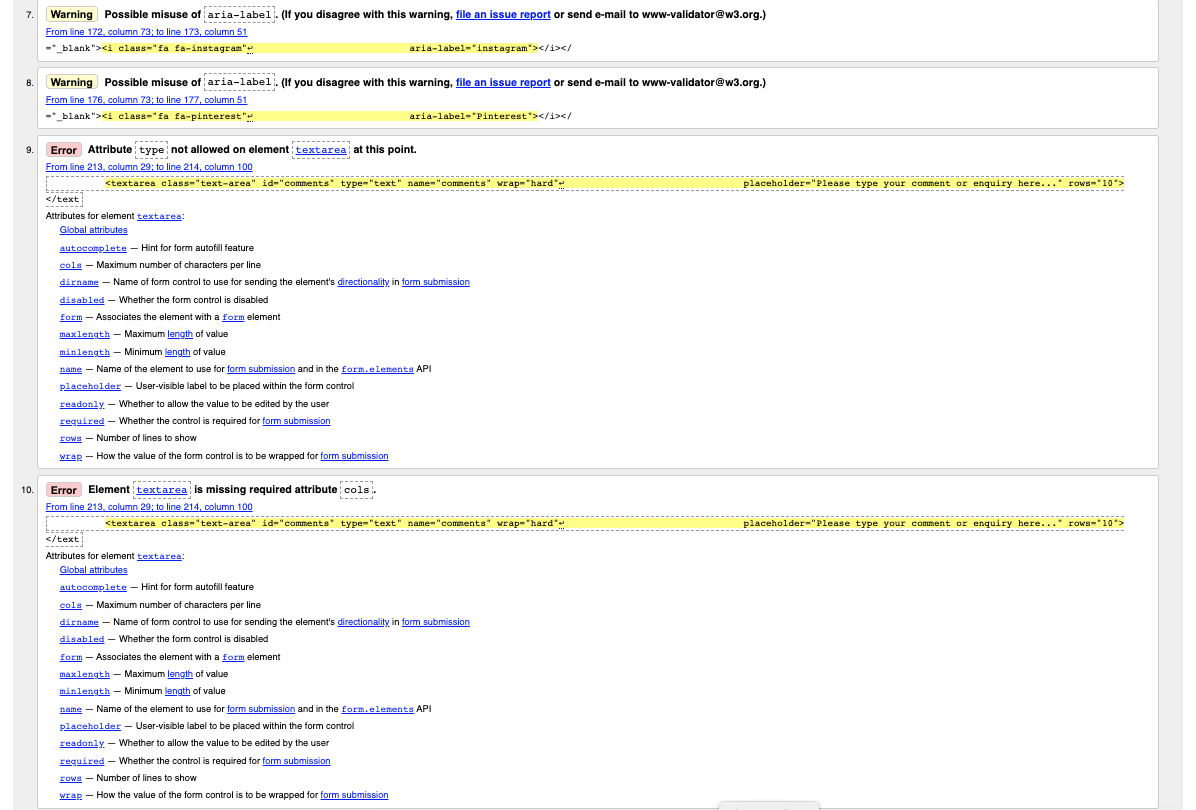 7. Warning Possible misuse of aria-label. (If you disagree with this warning, file an issue report or send e-mail to www-validator@w3.org.)
From line 172, column 73; to line 173, column 51
="_blank"><i class="fa fa-instagram"↩ aria-label="instagram"></i></
8. Warning Possible misuse of aria-label. (If you disagree with this warning, file an issue report or send e-mail to www-validator@w3.org.)
From line 176, column 73; to line 177, column 51
="_blank"><i class="fa fa-pinterest"↩ aria-label="Pinterest"></i></
9. Error Attribute type not allowed on element textarea at this point.
From line 213, column 29; to line 214, column 100
<textarea class="text-area" id="comments" type="text" name="comments" wrap="hard"↩ placeholder="Please type your comment or enquiry here..." rows="10">
</text
Attributes for element textarea:
Global attributes
autocomplete — Hint for form autofill feature
cols — Maximum number of characters per line
dirname — Name of form control to use for sending the element's directionality in form submission
disabled — Whether the form control is disabled
form — Associates the element with a form element
maxlength — Maximum length of value
minlength — Minimum length of value
name — Name of the element to use for form submission and in the form.elements API
placeholder — User-visible label to be placed within the form control
readonly — Whether to allow the value to be edited by the user
required — Whether the control is required for form submission
rows — Number of lines to show
wrap — How the value of the form control is to be wrapped for form submission
10. Error Element textarea is missing required attribute cols.
From line 213, column 29; to line 214, column 100
<textarea class="text-area" id="comments" type="text" name="comments" wrap="hard"↩ placeholder="Please type your comment or enquiry here..." rows="10">
</text
Attributes for element textarea:
Global attributes
autocomplete — Hint for form autofill feature
cols — Maximum number of characters per line
dirname — Name of form control to use for sending the element's directionality in form submission
disabled — Whether the form control is disabled
form — Associates the element with a form element
maxlength — Maximum length of value
minlength — Minimum length of value
name — Name of the element to use for form submission and in the form.elements API
placeholder — User-visible label to be placed within the form control
readonly — Whether to allow the value to be edited by the user
required — Whether the control is required for form submission
rows — Number of lines to show
wrap — How the value of the form control is to be wrapped for form submission